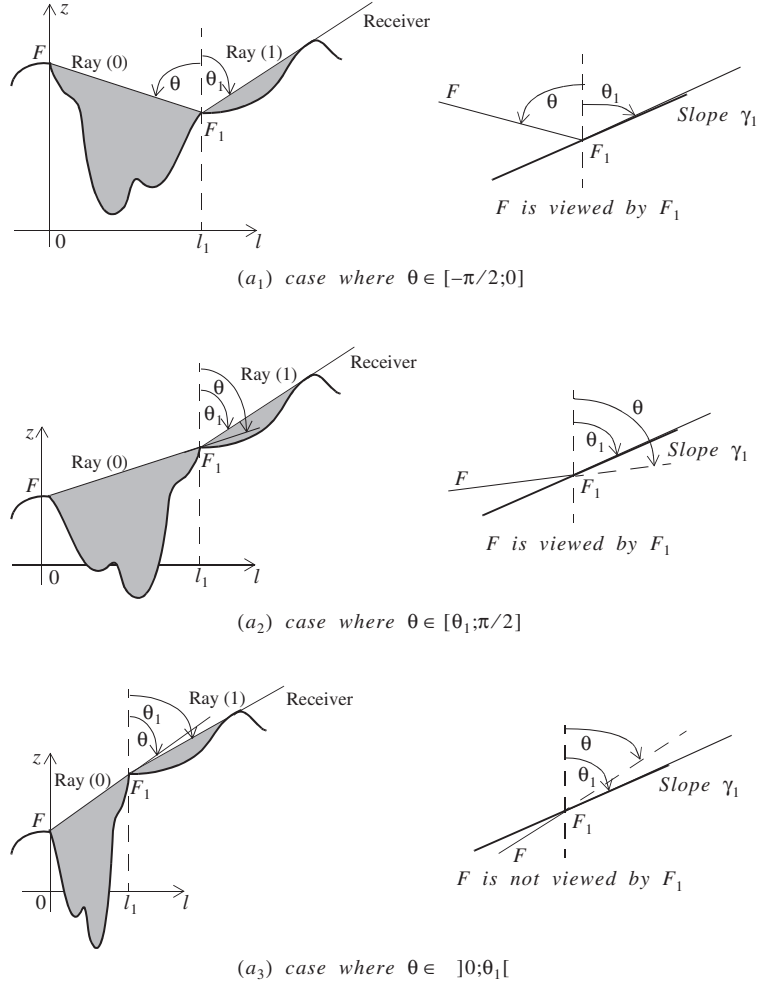 z
Receiver
F Ray (0) Ray (1)
θ θ₁
F₁
0 l₁ l
F θ θ₁
Slope γ₁
F₁
F is viewed by F₁
(a₁) case where θ ∈ [–π/2;0]
Receiver
Ray (1)
θ
θ₁
z
Ray (0)
F F₁
0 l₁ l
θ
θ₁
Slope γ₁
F F₁
F is viewed by F₁
(a₂) case where θ ∈ [θ₁;π/2]
Ray (1) Receiver
θ₁
θ
z
Ray (0)
F₁
F
0 l₁ l
θ
θ₁
Slope γ₁
F₁
F
F is not viewed by F₁
(a₃) case where θ ∈ ]0;θ₁[